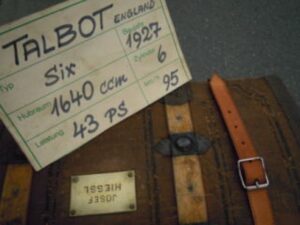 TALBOT ENGLAND
Typ Six Baujahr 1927
Hubraum 1640 ccm Zylinder 6
Leistung 43 PS km/h 95
JOSEF
HIESSL